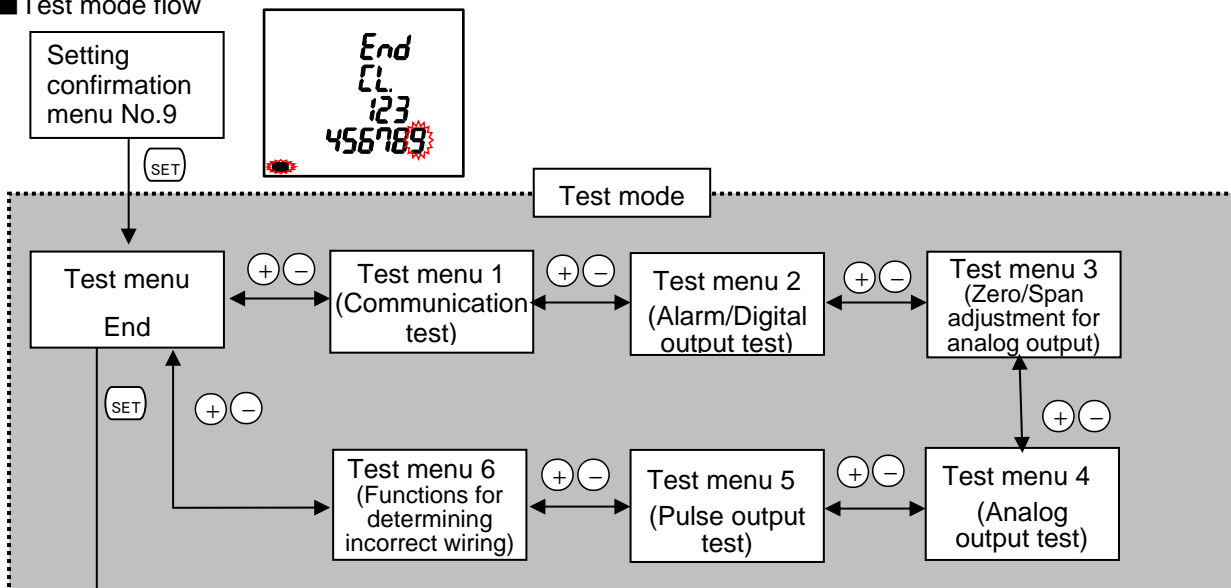 ■Test mode flow
Setting
confirmation
menu No.9
End
CL.
123
456789
SET
Test mode
Test menu
End
+ −
Test menu 1
(Communication
test)
+ −
Test menu 2
(Alarm/Digital
output test)
+ −
Test menu 3
(Zero/Span
adjustment for
analog output)
SET
+ −
+ −
Test menu 6
(Functions for
determining
incorrect wiring)
+ −
Test menu 5
(Pulse output
test)
+ −
Test menu 4
(Analog
output test)